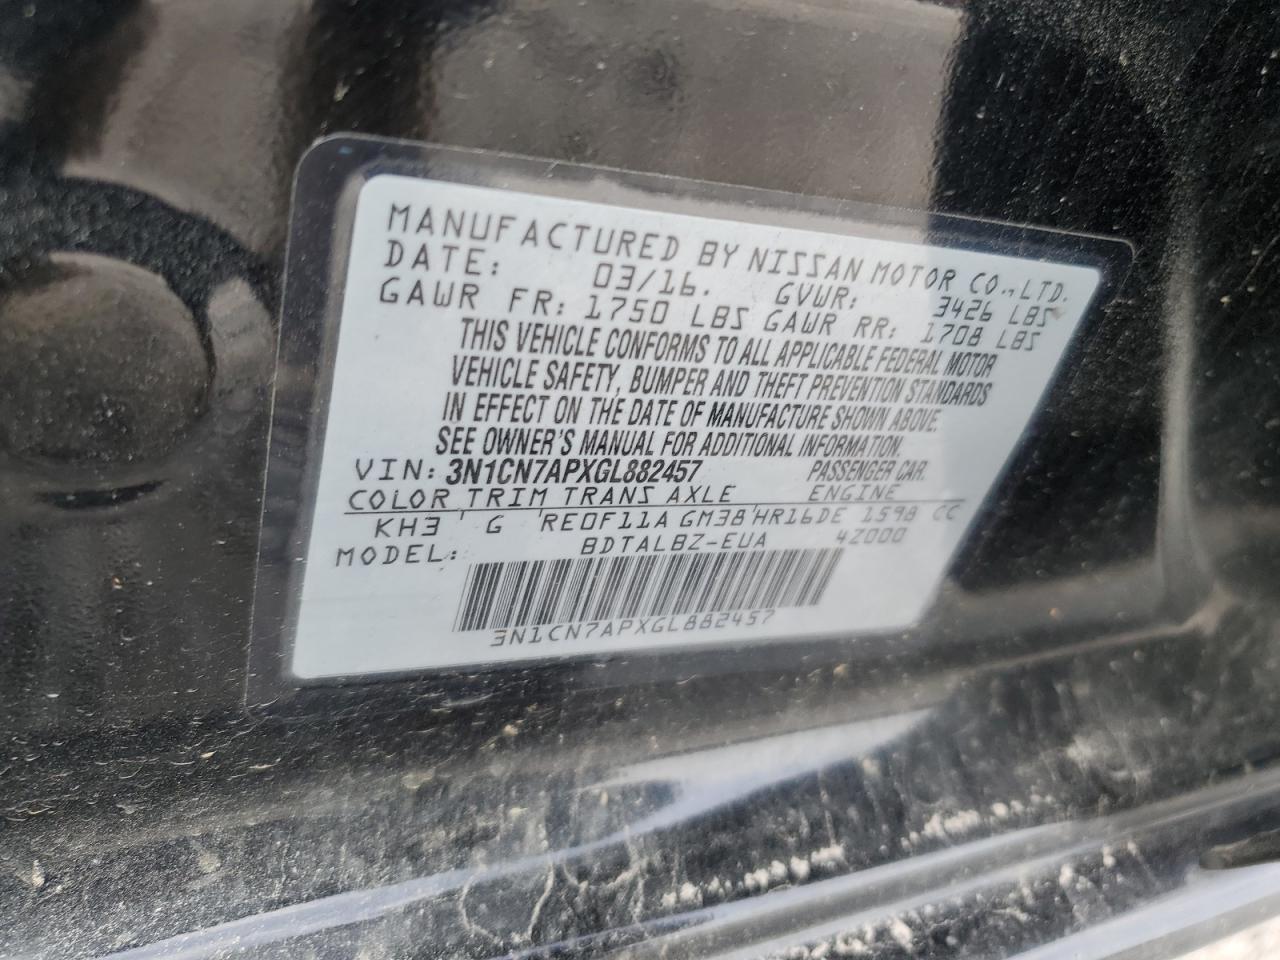 MANUFACTURED BY NISSAN MOTOR CO.,LTD.
DATE: 03/16. GVWR: 3426 LBS
GAWR FR: 1750 LBS GAWR RR: 1708 LBS
THIS VEHICLE CONFORMS TO ALL APPLICABLE FEDERAL MOTOR
VEHICLE SAFETY, BUMPER AND THEFT PREVENTION STANDARDS
IN EFFECT ON THE DATE OF MANUFACTURE SHOWN ABOVE.
SEE OWNER'S MANUAL FOR ADDITIONAL INFORMATION.
VIN: 3N1CN7APXGL882457 PASSENGER CAR.
COLOR TRIM TRANS AXLE ENGINE
KH3 G RE0F11A GM38 HR16DE 1598 CC
MODEL: BDTALBZ-EUA 4Z000
3N1CN7APXGL882457